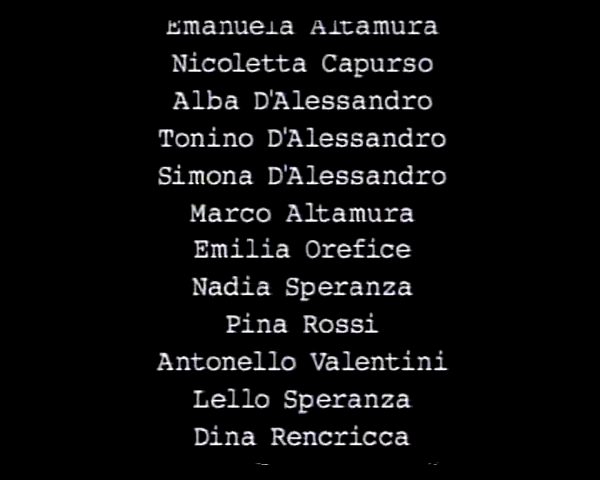 Emanuela Altamura
Nicoletta Capurso
Alba D'Alessandro
Tonino D'Alessandro
Simona D'Alessandro
Marco Altamura
Emilia Orefice
Nadia Speranza
Pina Rossi
Antonello Valentini
Lello Speranza
Dina Rencricca